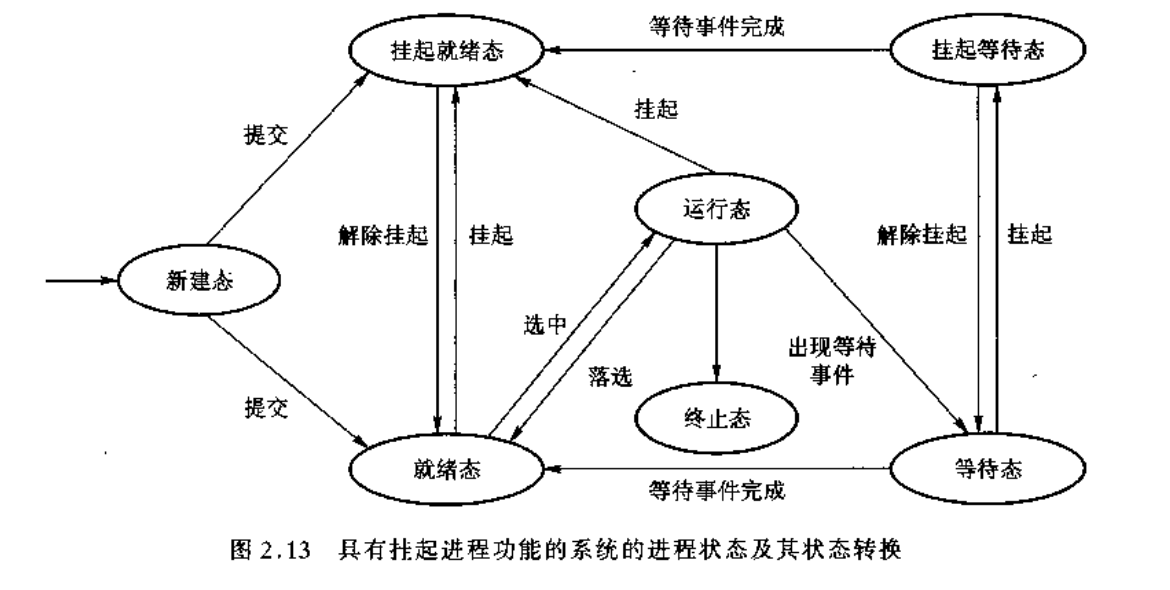 等待事件完成
挂起就绪态
挂起等待态
挂起
提交
运行态
解除挂起
挂起
解除挂起
挂起
新建态
选中
出现等待
事件
落选
提交
终止态
就绪态
等待态
等待事件完成
图 2.13 具有挂起进程功能的系统的进程状态及其状态转换